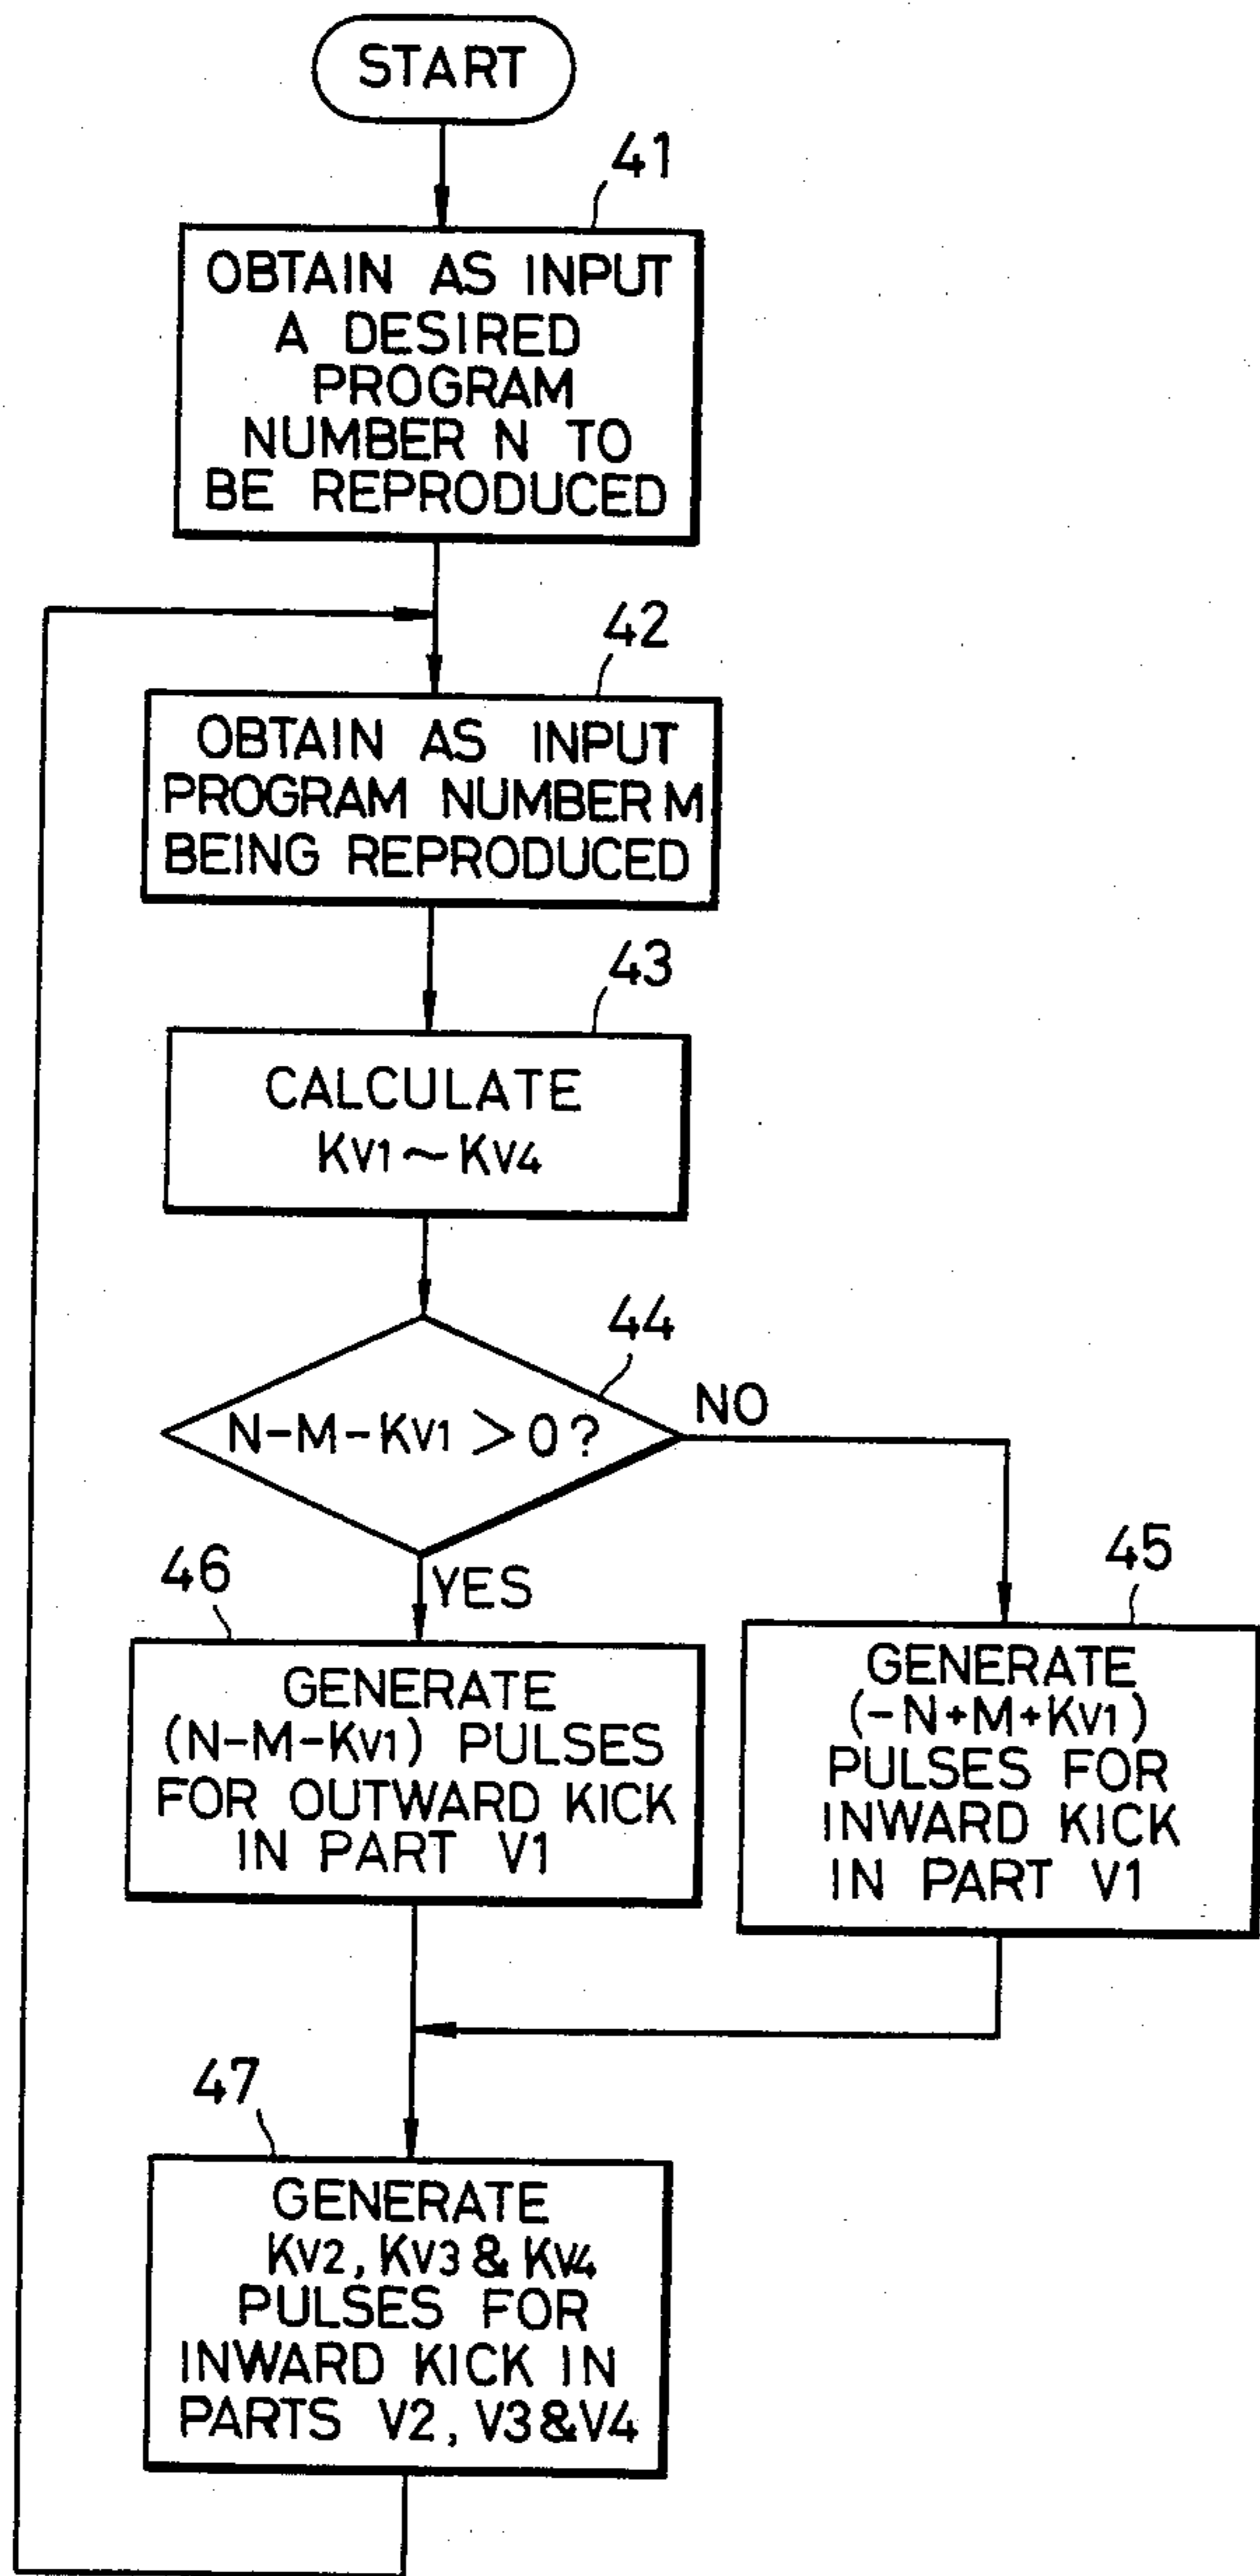 START
41
OBTAIN AS INPUT
A DESIRED
PROGRAM
NUMBER N TO
BE REPRODUCED
42
OBTAIN AS INPUT
PROGRAM NUMBER M
BEING REPRODUCED
43
CALCULATE
KV1~KV4
44
N-M-KV1>0?
NO
YES
46
GENERATE
(N-M-KV1) PULSES
FOR OUTWARD KICK
IN PART V1
45
GENERATE
(-N+M+KV1)
PULSES FOR
INWARD KICK
IN PART V1
47
GENERATE
KV2, KV3 & KV4
PULSES FOR
INWARD KICK IN
PARTS V2, V3&V4